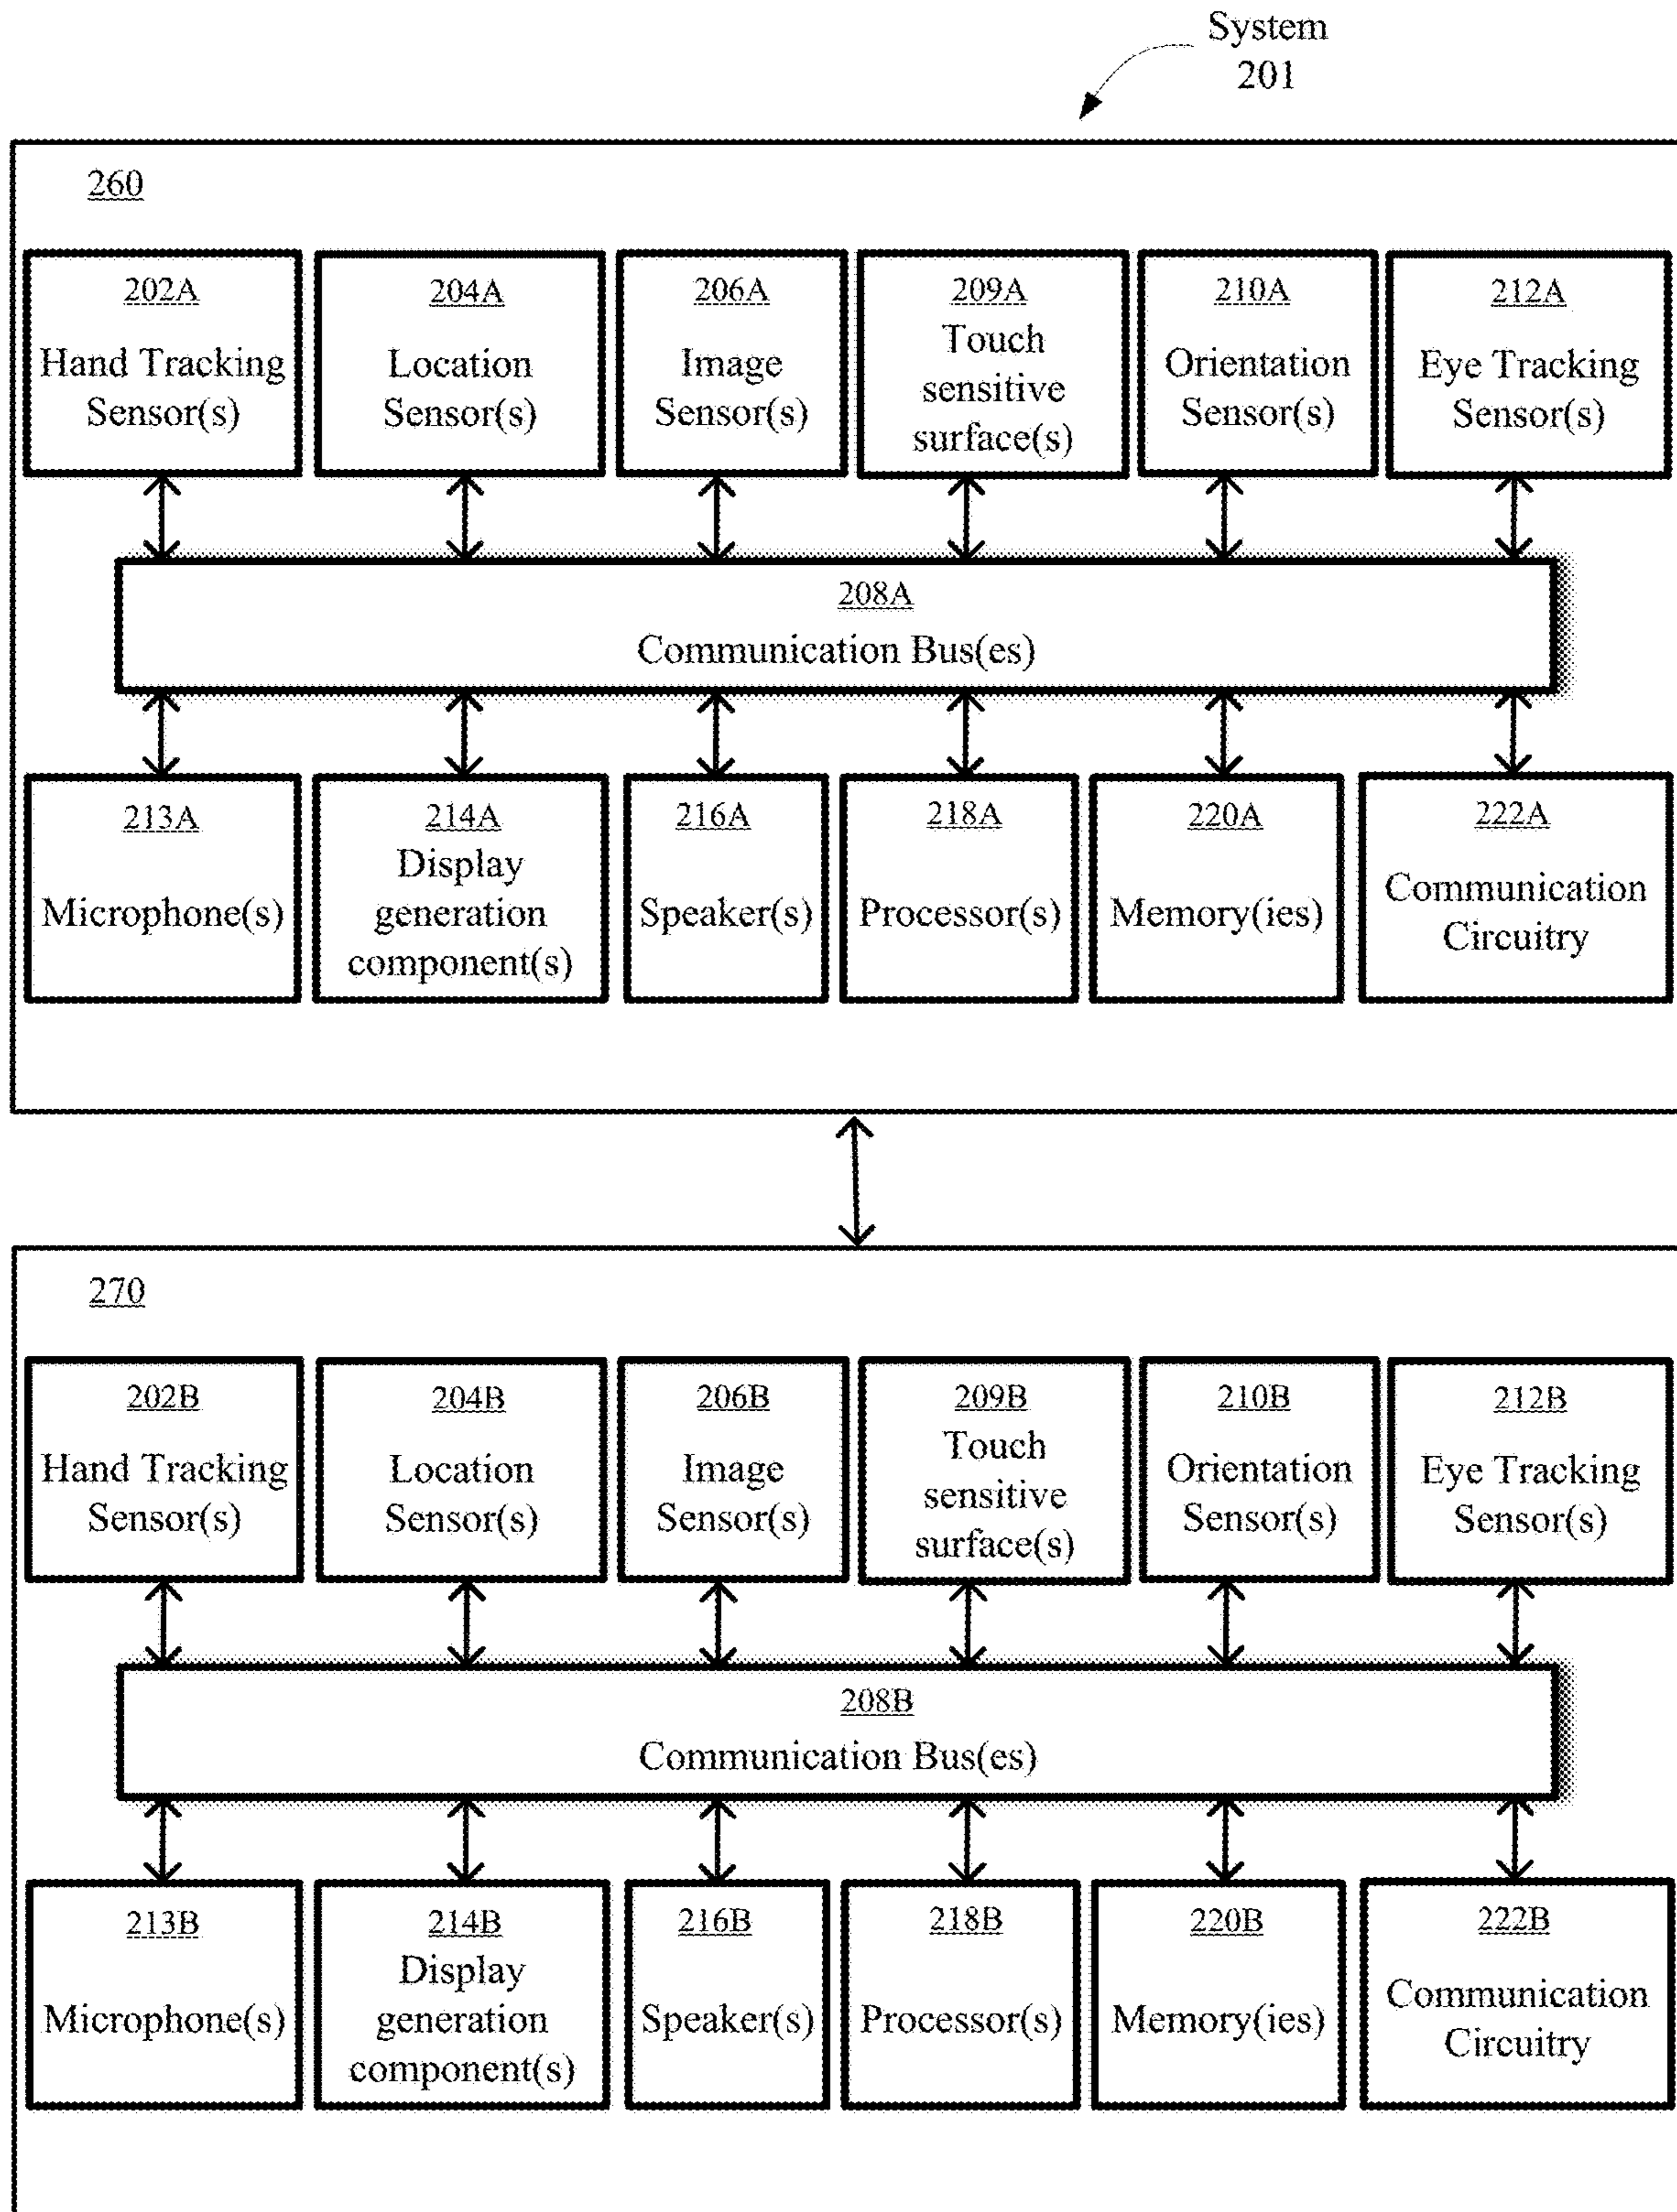 System
201
260
202A
Hand Tracking
Sensor(s)
204A
Location
Sensor(s)
206A
Image
Sensor(s)
209A
Touch
sensitive
surface(s)
210A
Orientation
Sensor(s)
212A
Eye Tracking
Sensor(s)
208A
Communication Bus(es)
213A
Microphone(s)
214A
Display
generation
component(s)
216A
Speaker(s)
218A
Processor(s)
220A
Memory(ies)
222A
Communication
Circuitry
270
202B
Hand Tracking
Sensor(s)
204B
Location
Sensor(s)
206B
Image
Sensor(s)
209B
Touch
sensitive
surface(s)
210B
Orientation
Sensor(s)
212B
Eye Tracking
Sensor(s)
208B
Communication Bus(es)
213B
Microphone(s)
214B
Display
generation
component(s)
216B
Speaker(s)
218B
Processor(s)
220B
Memory(ies)
222B
Communication
Circuitry